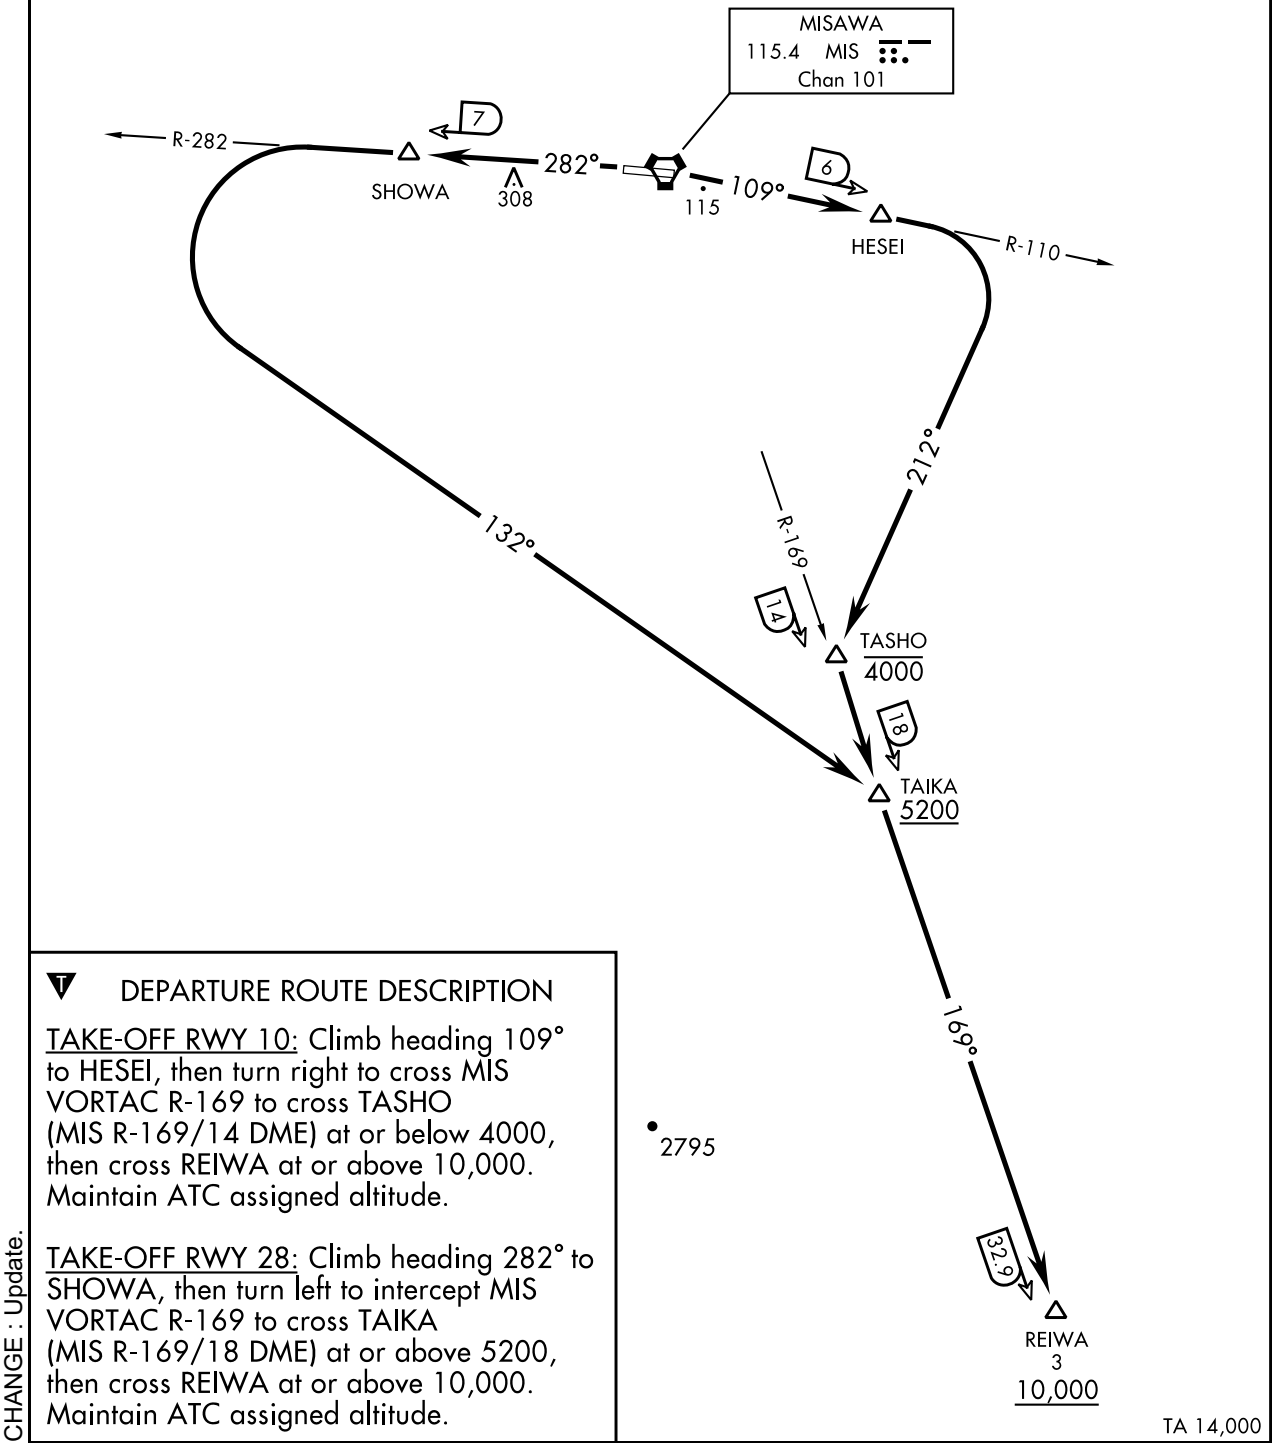 MISAWA
115.4 MIS
Chan 101
7
R-282
282°
SHOWA
308
115
109°
6
HESEI
R-110
212°
R-169
132°
14
TASHO
4000
18
TAIKA
5200
169°
2795
32.9
REIWA
3
10,000
TA 14,000
T DEPARTURE ROUTE DESCRIPTION
TAKE-OFF RWY 10: Climb heading 109°
to HESEI, then turn right to cross MIS
VORTAC R-169 to cross TASHO
(MIS R-169/14 DME) at or below 4000,
then cross REIWA at or above 10,000.
Maintain ATC assigned altitude.
TAKE-OFF RWY 28: Climb heading 282° to
SHOWA, then turn left to intercept MIS
VORTAC R-169 to cross TAIKA
(MIS R-169/18 DME) at or above 5200,
then cross REIWA at or above 10,000.
Maintain ATC assigned altitude.
CHANGE : Update.